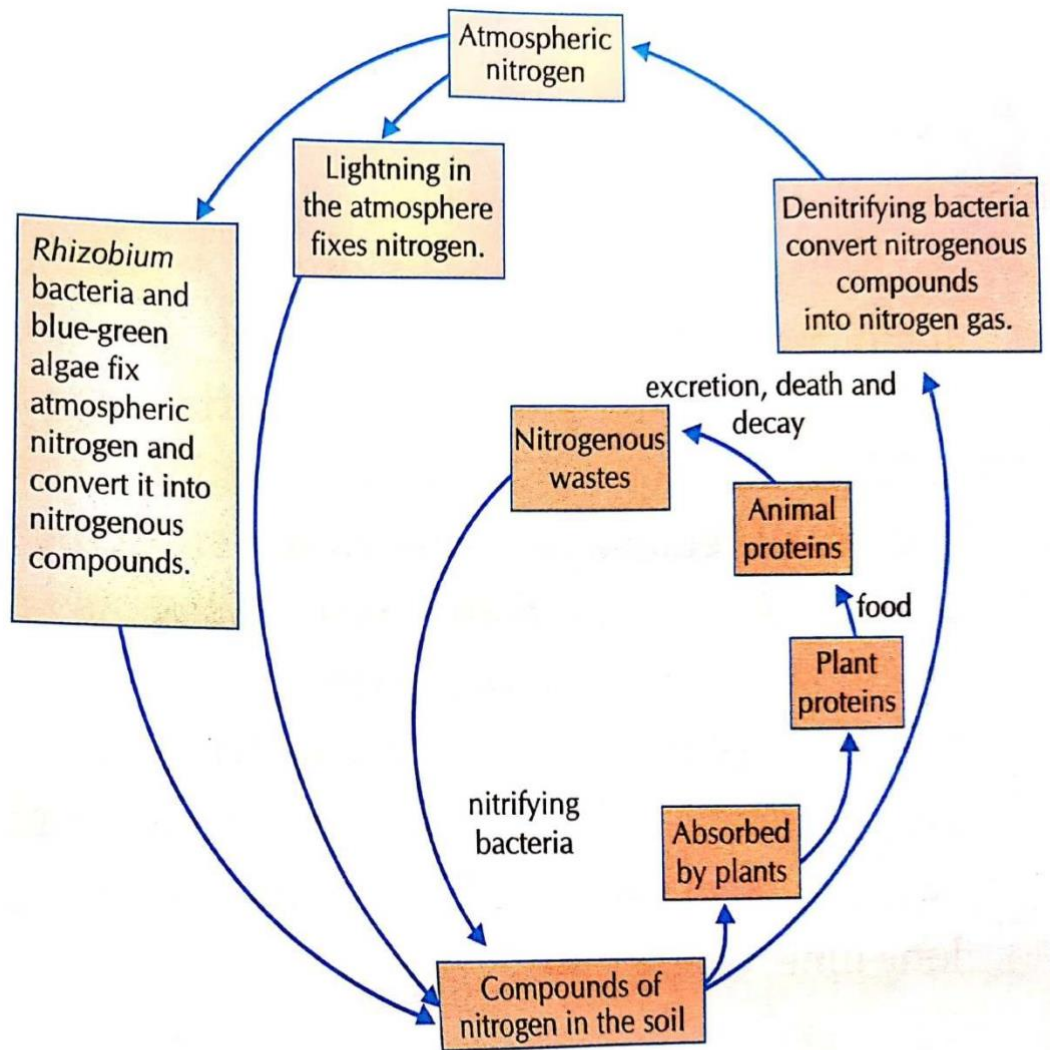 Atmospheric
nitrogen
Lightning in
the atmosphere
fixes nitrogen.
Rhizobium
bacteria and
blue-green
algae fix
atmospheric
nitrogen and
convert it into
nitrogenous
compounds.
Denitrifying bacteria
convert nitrogenous
compounds
into nitrogen gas.
excretion, death and
decay
Nitrogenous
wastes
Animal
proteins
food
Plant
proteins
nitrifying
bacteria
Absorbed
by plants
Compounds of
nitrogen in the soil